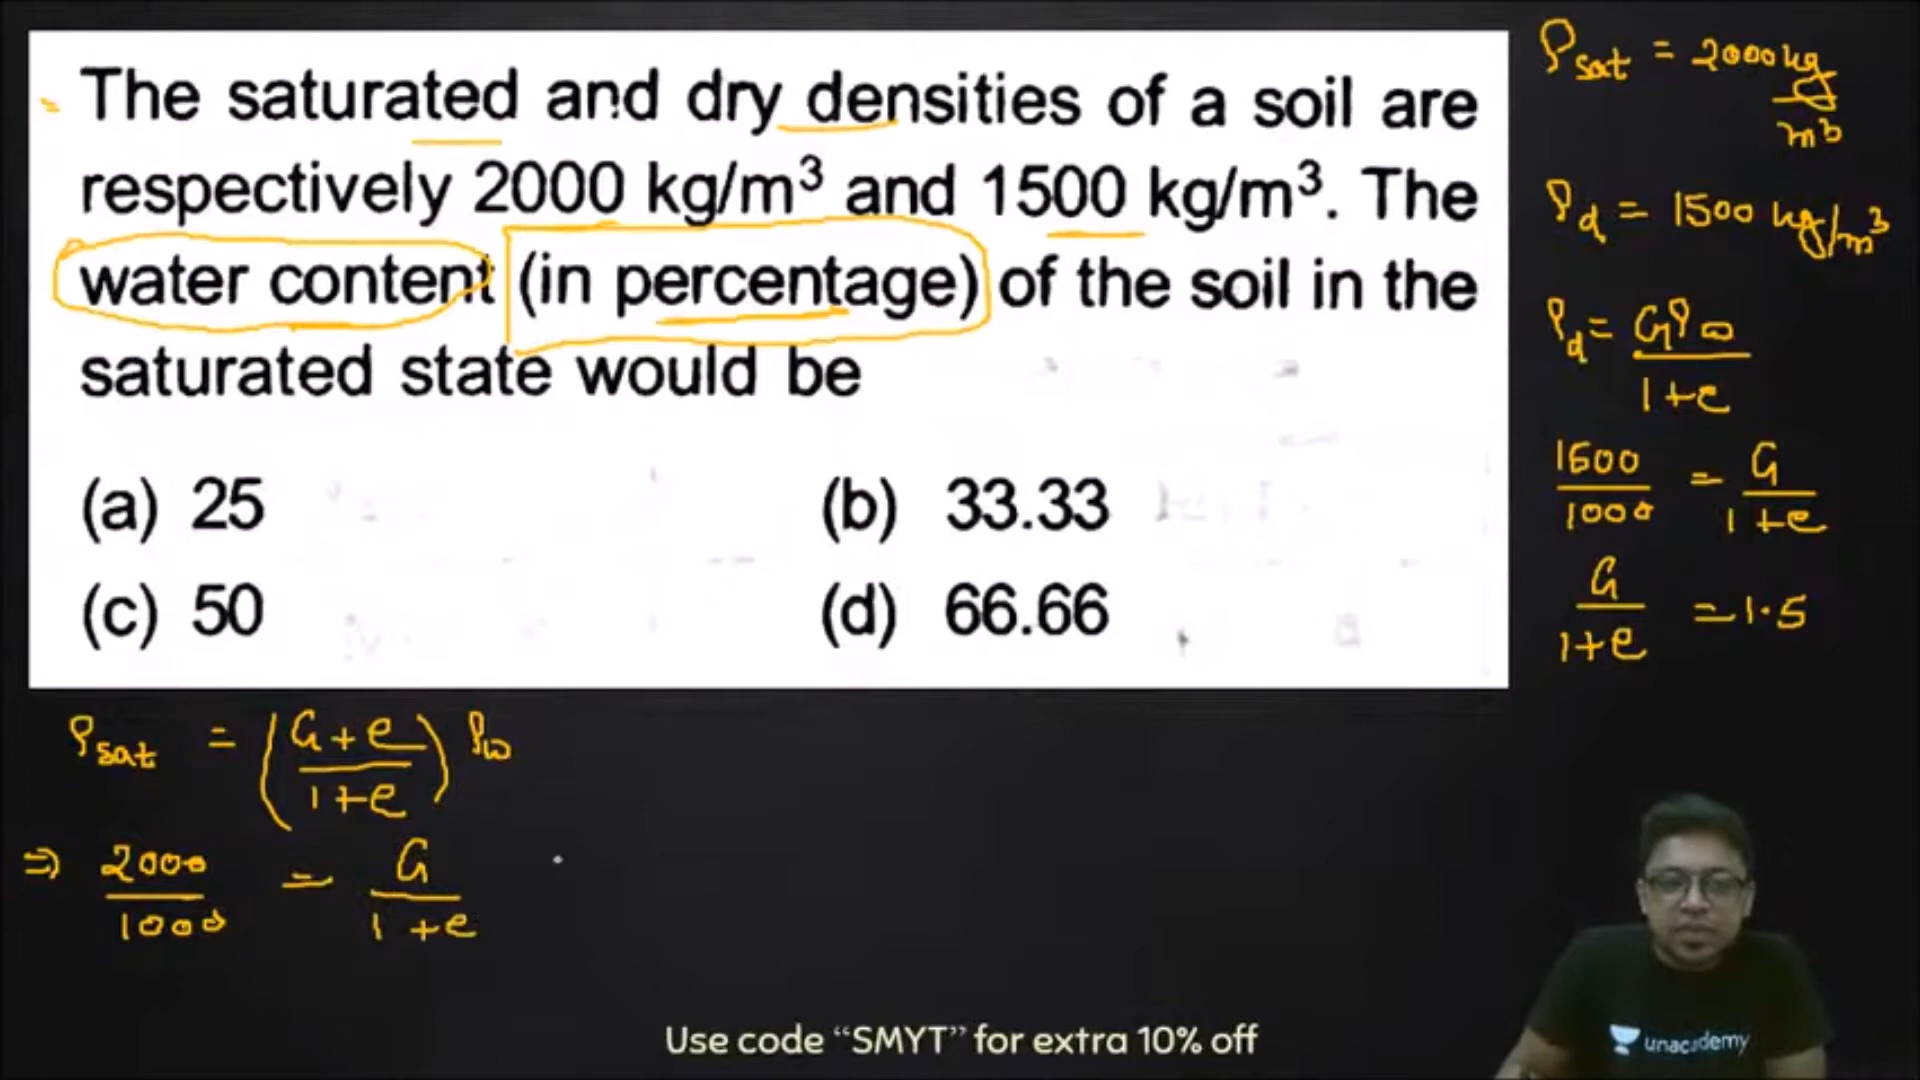 The saturated and dry densities of a soil are
respectively 2000 kg/m³ and 1500 kg/m³. The
water content (in percentage) of the soil in the
saturated state would be
(a) 25 (b) 33.33
(c) 50 (d) 66.66
ρsat = 2000 kg/m³
ρd = 1500 kg/m³
ρd = Gρω/1+e
1500/1000 = G/1+e
G/1+e = 1.5
ρsat = (G+e/1+e) ρω
⇒ 2000/1000 = G/1+e
unacademy
Use code “SMYT” for extra 10% off